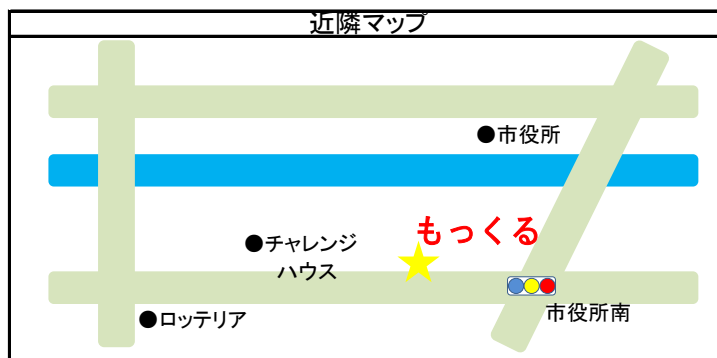 近隣マップ
●市役所
もっくる
●チャレンジ
ハウス
市役所南
●ロッテリア